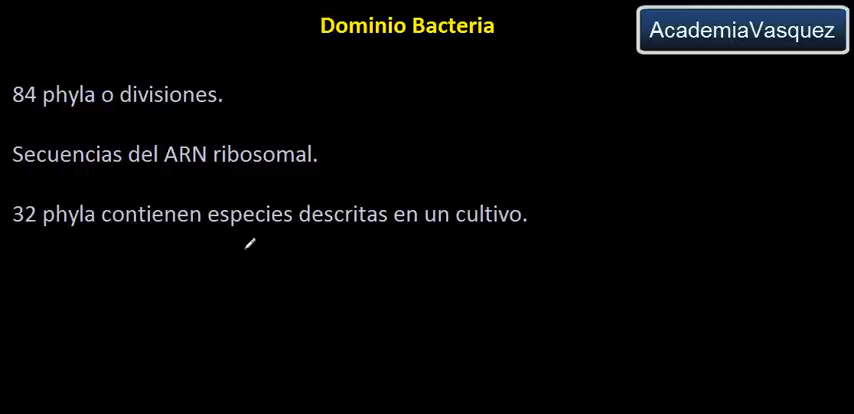 Dominio Bacteria
AcademiaVasquez
84 phyla o divisiones.
Secuencias del ARN ribosomal.
32 phyla contienen especies descritas en un cultivo.